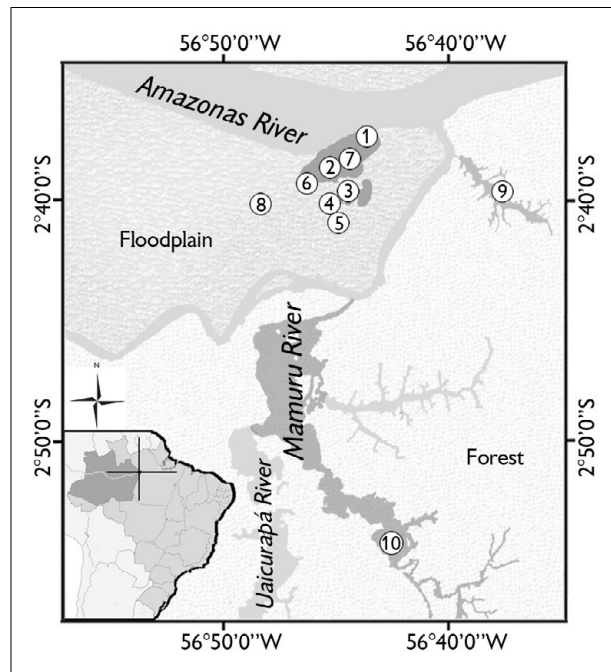 56°50'0''W 56°40'0''W
Amazonas River
1
7
2
6
3
9
4
8
5
2°40'0''S 2°40'0''S
Floodplain
Mamuru River
N
2°50'0''S 2°50'0''S
Forest
Uaicurapá River
10
56°50'0''W 56°40'0''W